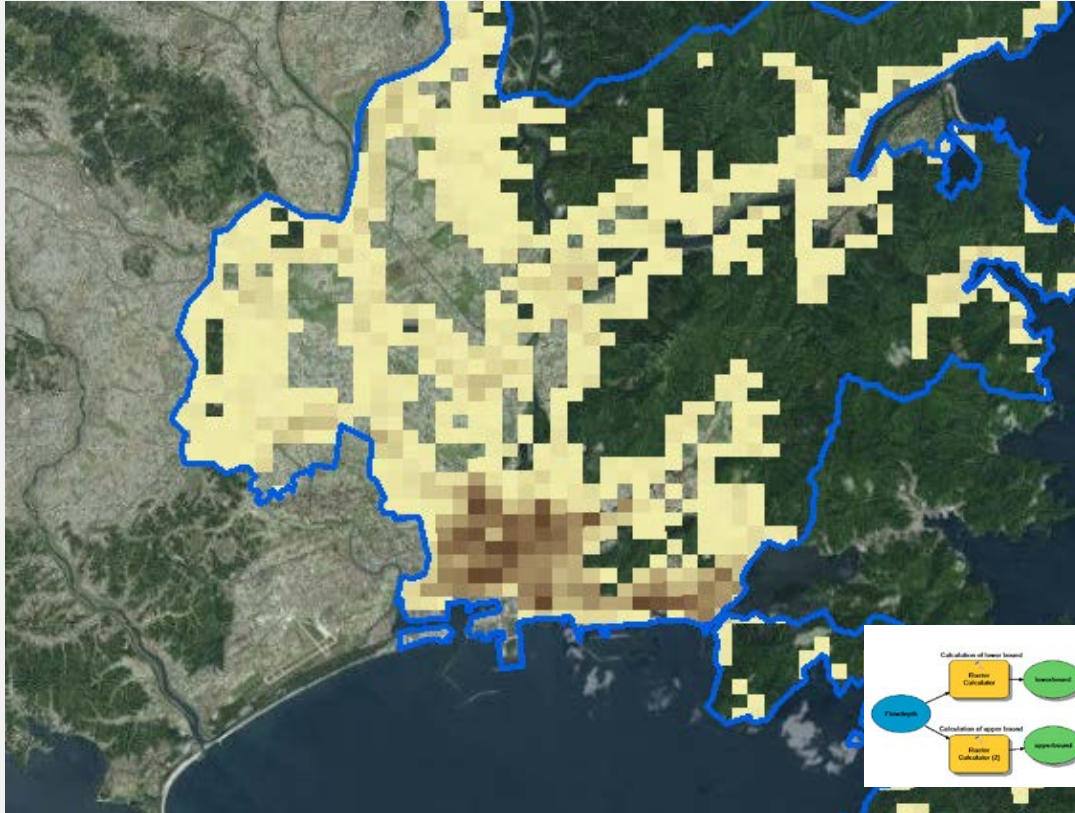 Calculation of lower bound
Raster
Calculator
lowerbound
Flowdepth
Calculation of upper bound
Raster
Calculator (2)
upperbound